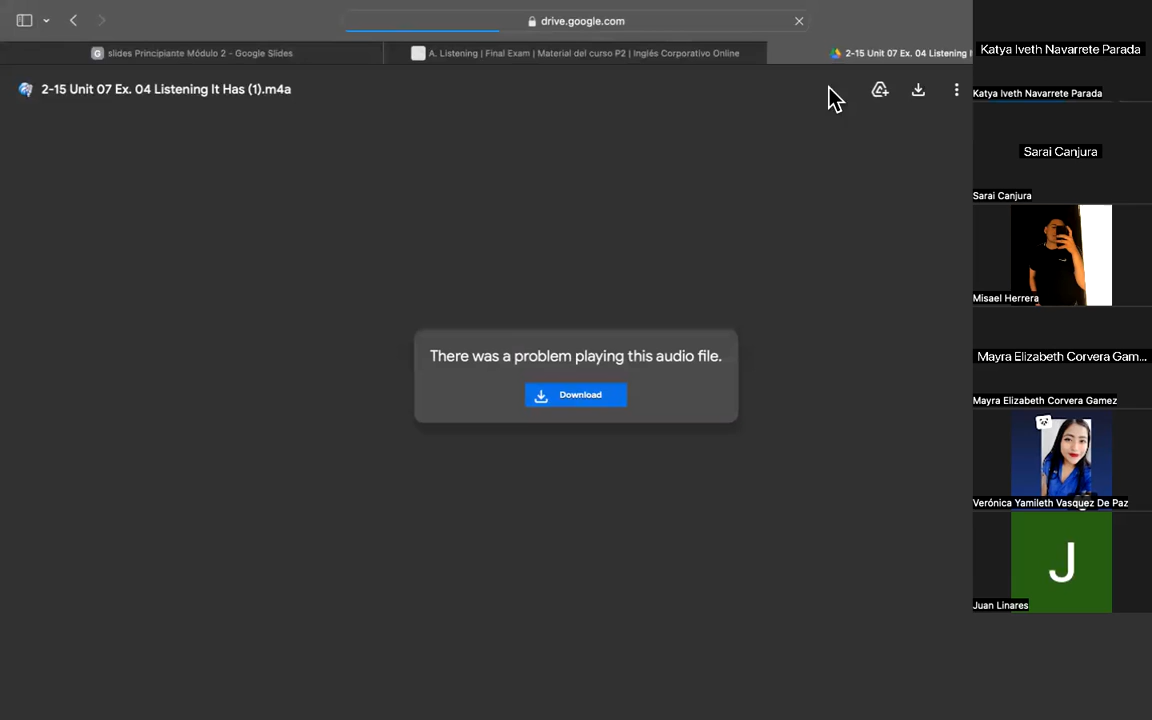 drive.google.com
slides Principiante Módulo 2 - Google Slides
A. Listening | Final Exam | Material del curso P2 | Inglés Corporativo Online
2-15 Unit 07 Ex. 04 Listening I
2-15 Unit 07 Ex. 04 Listening It Has (1).m4a
There was a problem playing this audio file.
Download
Katya Iveth Navarrete Parada
Katya Iveth Navarrete Parada
Sarai Canjura
Sarai Canjura
Misael Herrera
Mayra Elizabeth Corvera Gam...
Mayra Elizabeth Corvera Gamez
Verónica Yamileth Vasquez De Paz
J
Juan Linares